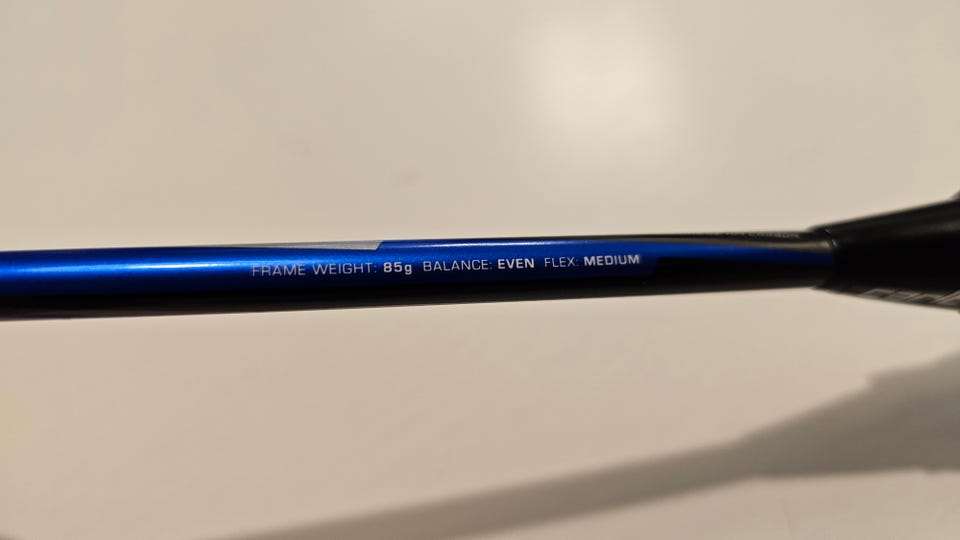 FRAME WEIGHT: 85g BALANCE: EVEN FLEX: MEDIUM